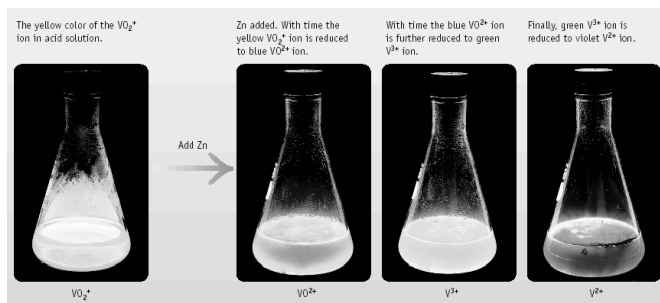 The yellow color of the VO₂⁺
ion in acid solution.
Zn added. With time the
yellow VO₂⁺ ion is reduced
to blue VO²⁺ ion.
With time the blue VO²⁺ ion
is further reduced to green
V³⁺ ion.
Finally, green V³⁺ ion is
reduced to violet V²⁺ ion.
Add Zn
VO₂⁺
VO²⁺
V³⁺
V²⁺